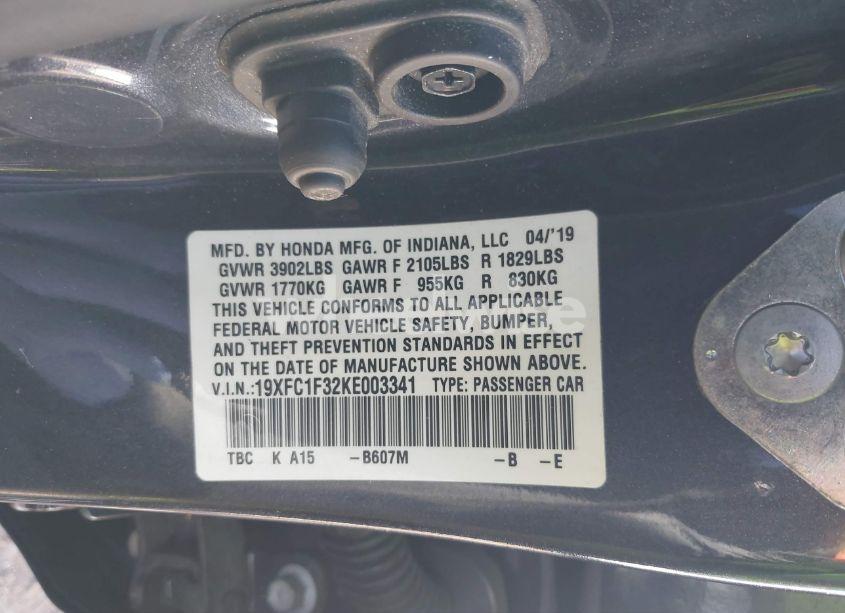 MFD. BY HONDA MFG. OF INDIANA, LLC 04/'19
GVWR 3902LBS GAWR F 2105LBS R 1829LBS
GVWR 1770KG GAWR F 955KG R 830KG
THIS VEHICLE CONFORMS TO ALL APPLICABLE
FEDERAL MOTOR VEHICLE SAFETY, BUMPER,
AND THEFT PREVENTION STANDARDS IN EFFECT
ON THE DATE OF MANUFACTURE SHOWN ABOVE.
V.I.N.:19XFC1F32KE003341 TYPE: PASSENGER CAR
TBC K A15 -B607M -B -E